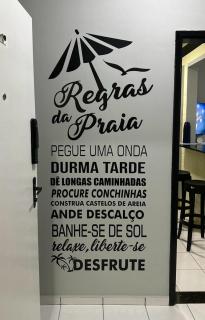 Regras
da
Praia
PEGUE UMA ONDA
DURMA TARDE
DÊ LONGAS CAMINHADAS
PROCURE CONCHINHAS
CONSTRUA CASTELOS DE AREIA
ANDE DESCALÇO
BANHE-SE DE SOL
relaxe, liberte-se
DESFRUTE